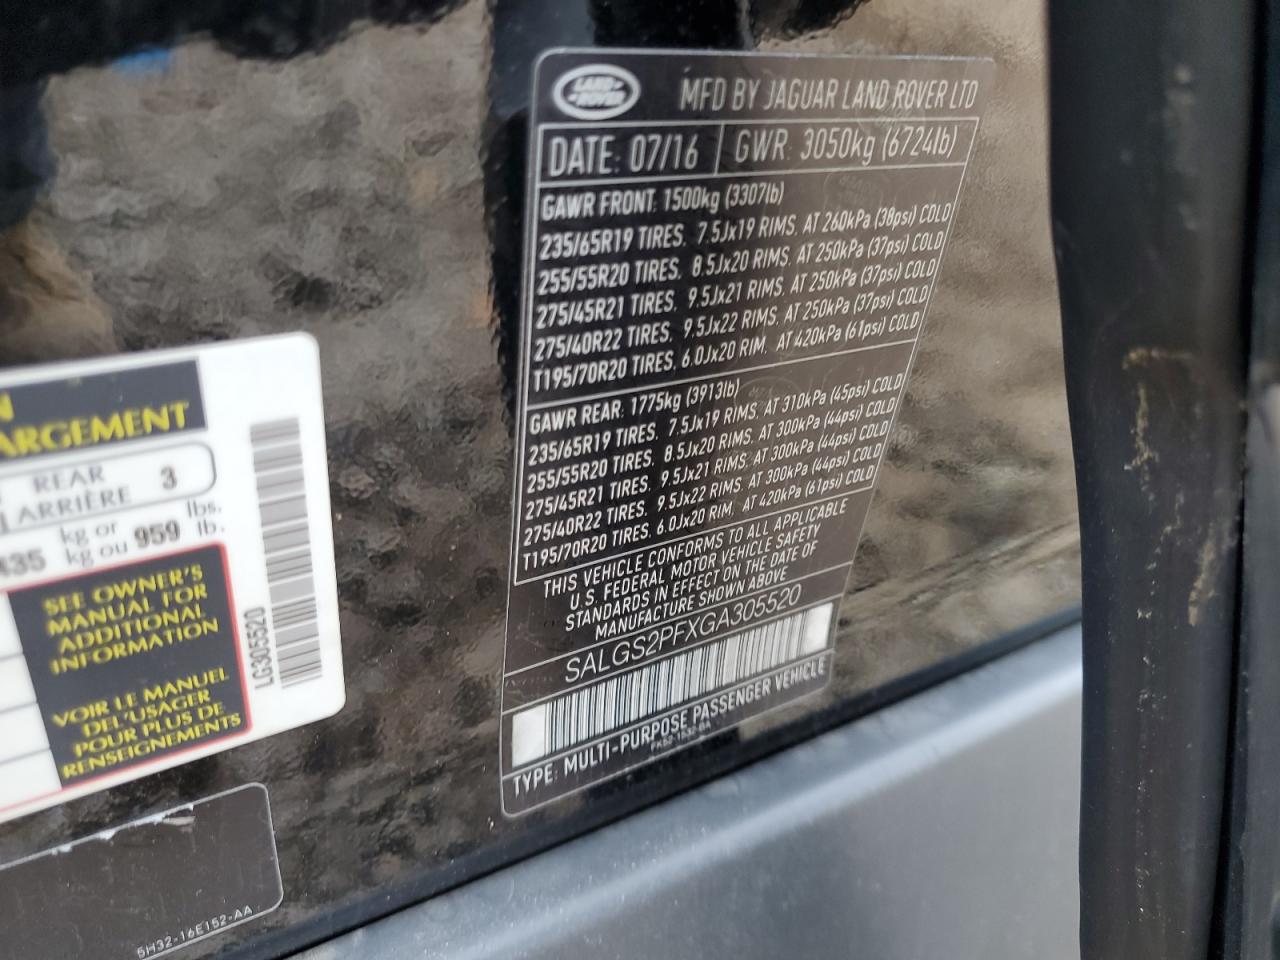 LAND-
-ROVER
MFD BY JAGUAR LAND ROVER LTD
DATE: 07/16 GWR: 3050kg (6724lb)
GAWR FRONT: 1500kg (3307lb)
235/65R19 TIRES, 7.5Jx19 RIMS, AT 260kPa (38psi) COLD
255/55R20 TIRES, 8.5Jx20 RIMS, AT 250kPa (37psi) COLD
275/45R21 TIRES, 9.5Jx21 RIMS, AT 250kPa (37psi) COLD
275/40R22 TIRES, 9.5Jx22 RIMS, AT 250kPa (37psi) COLD
T195/70R20 TIRES, 6.0Jx20 RIM, AT 420kPa (61psi) COLD
GAWR REAR: 1775kg (3913lb)
235/65R19 TIRES, 7.5Jx19 RIMS, AT 310kPa (45psi) COLD
255/55R20 TIRES, 8.5Jx20 RIMS, AT 300kPa (44psi) COLD
275/45R21 TIRES, 9.5Jx21 RIMS, AT 300kPa (44psi) COLD
275/40R22 TIRES, 9.5Jx22 RIMS, AT 300kPa (44psi) COLD
T195/70R20 TIRES, 6.0Jx20 RIM, AT 420kPa (61psi) COLD
THIS VEHICLE CONFORMS TO ALL APPLICABLE
U.S. FEDERAL MOTOR VEHICLE SAFETY
STANDARDS IN EFFECT ON THE DATE OF
MANUFACTURE SHOWN ABOVE
SALGS2PFXGA305520
TYPE: MULTI-PURPOSE PASSENGER VEHICLE
N
ARGEMENT
REAR
ARRIÈRE 3
kg or lbs.
435 kg ou 959 lb.
SEE OWNER'S
MANUAL FOR
ADDITIONAL
INFORMATION
VOIR LE MANUEL
DEL'USAGER
POUR PLUS DE
RENSEIGNEMENTS
LG305520
5H32-16E152-AA